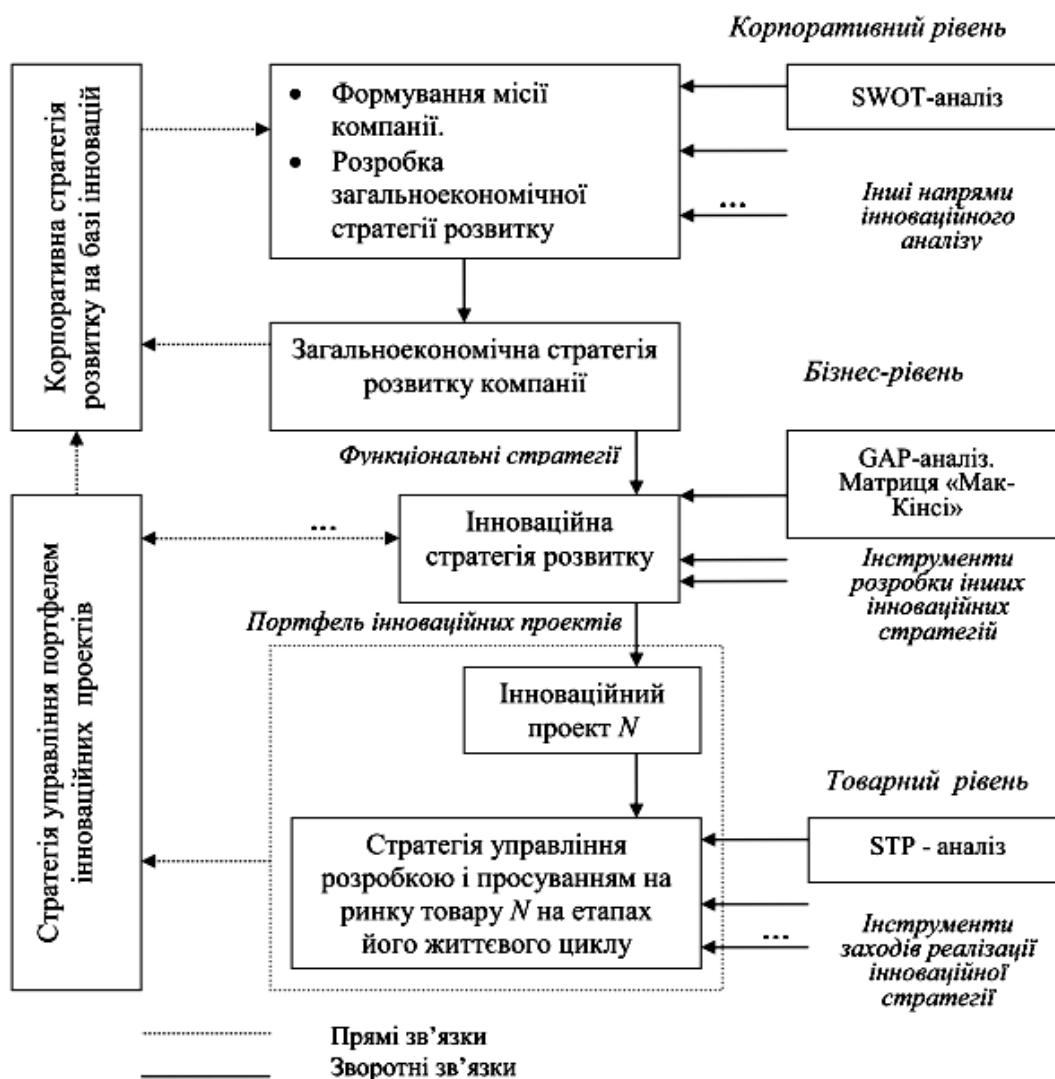 Корпоративний рівень
Корпоративна стратегія
розвитку на базі інновацій
• Формування місії
компанії.
• Розробка
загальноекономічної
стратегії розвитку
SWOT-аналіз
...
Інші напрями
інноваційного
аналізу
Загальноекономічна стратегія
розвитку компанії
Бізнес-рівень
Функціональні стратегії
GAP-аналіз.
Матриця «Мак-
Кінсі»
Стратегія управління портфелем
інноваційних проектів
...
Інноваційна
стратегія розвитку
Інструменти
розробки інших
інноваційних
стратегій
Портфель інноваційних проектів
Інноваційний
проект N
Товарний рівень
Стратегія управління
розробкою і просуванням на
ринку товару N на етапах
його життєвого циклу
STP - аналіз
...
Інструменти
заходів реалізації
інноваційної
стратегії
Прямі зв’язки
Зворотні зв’язки